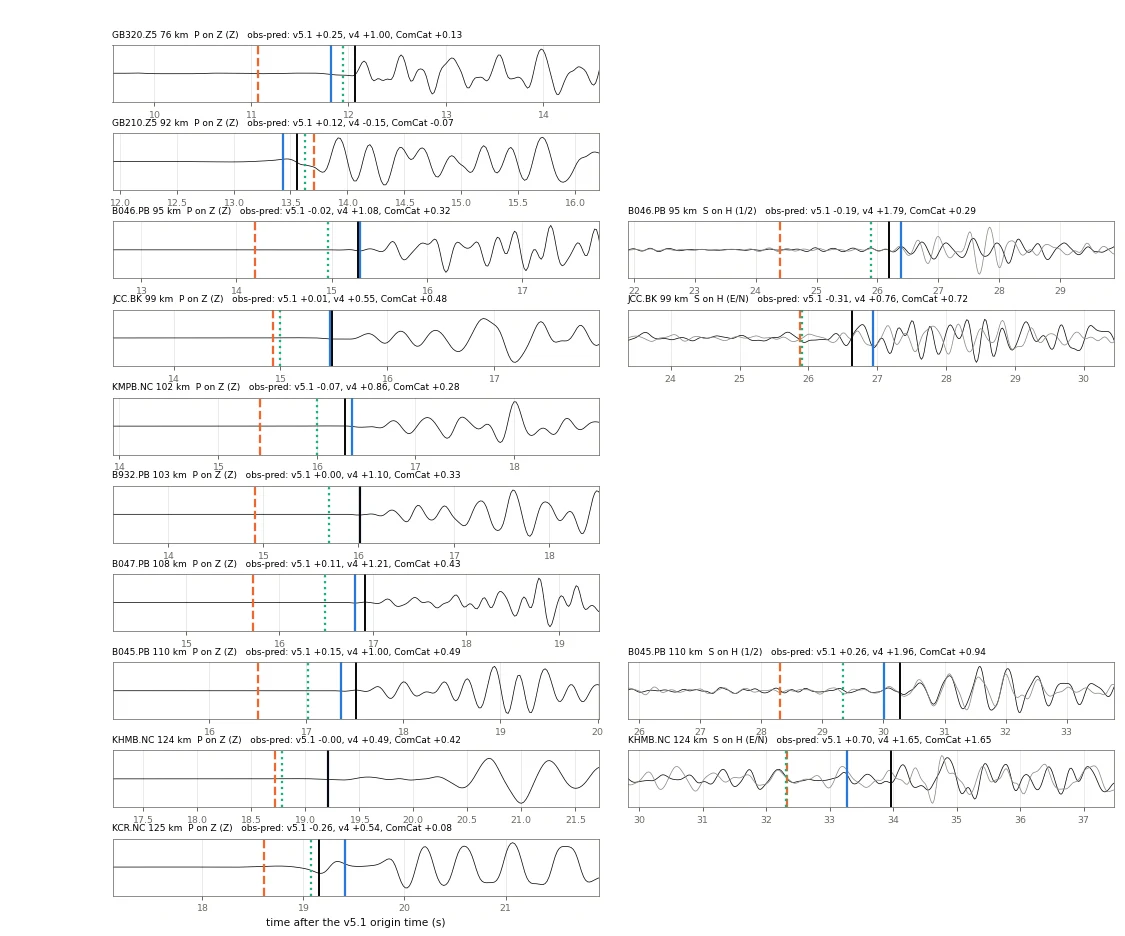 GB320.Z5 76 km  P on Z (Z)   obs-pred: v5.1 +0.25, v4 +1.00, ComCat +0.13
10 11 12 13 14
GB210.Z5 92 km  P on Z (Z)   obs-pred: v5.1 +0.12, v4 -0.15, ComCat -0.07
12.0 12.5 13.0 13.5 14.0 14.5 15.0 15.5 16.0
B046.PB 95 km  P on Z (Z)   obs-pred: v5.1 -0.02, v4 +1.08, ComCat +0.32
13 14 15 16 17
B046.PB 95 km  S on H (1/2)   obs-pred: v5.1 -0.19, v4 +1.79, ComCat +0.29
22 23 24 25 26 27 28 29
JCC.BK 99 km  P on Z (Z)   obs-pred: v5.1 +0.01, v4 +0.55, ComCat +0.48
14 15 16 17
JCC.BK 99 km  S on H (E/N)   obs-pred: v5.1 -0.31, v4 +0.76, ComCat +0.72
24 25 26 27 28 29 30
KMPB.NC 102 km  P on Z (Z)   obs-pred: v5.1 -0.07, v4 +0.86, ComCat +0.28
14 15 16 17 18
B932.PB 103 km  P on Z (Z)   obs-pred: v5.1 +0.00, v4 +1.10, ComCat +0.33
14 15 16 17 18
B047.PB 108 km  P on Z (Z)   obs-pred: v5.1 +0.11, v4 +1.21, ComCat +0.43
15 16 17 18 19
B045.PB 110 km  P on Z (Z)   obs-pred: v5.1 +0.15, v4 +1.00, ComCat +0.49
16 17 18 19 20
B045.PB 110 km  S on H (1/2)   obs-pred: v5.1 +0.26, v4 +1.96, ComCat +0.94
26 27 28 29 30 31 32 33
KHMB.NC 124 km  P on Z (Z)   obs-pred: v5.1 -0.00, v4 +0.49, ComCat +0.42
17.5 18.0 18.5 19.0 19.5 20.0 20.5 21.0 21.5
KHMB.NC 124 km  S on H (E/N)   obs-pred: v5.1 +0.70, v4 +1.65, ComCat +1.65
30 31 32 33 34 35 36 37
KCR.NC 125 km  P on Z (Z)   obs-pred: v5.1 -0.26, v4 +0.54, ComCat +0.08
18 19 20 21
time after the v5.1 origin time (s)